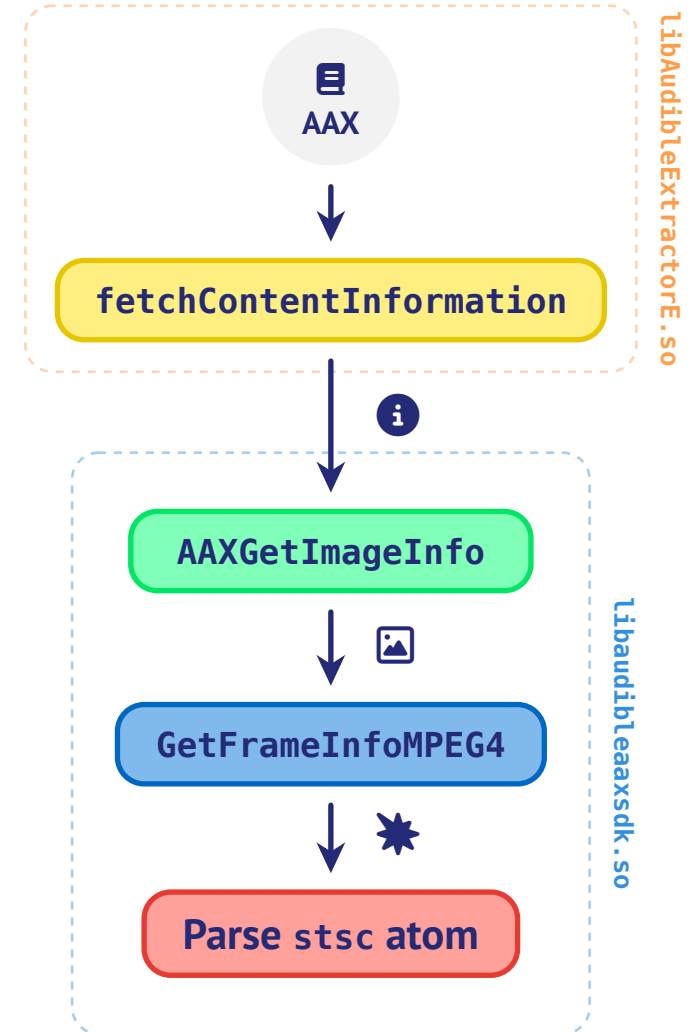 AAX
fetchContentInformation
libAudibleExtractorE.so
AAXGetImageInfo
GetFrameInfoMPEG4
Parse stsc atom
libaudibleaaxsdk.so